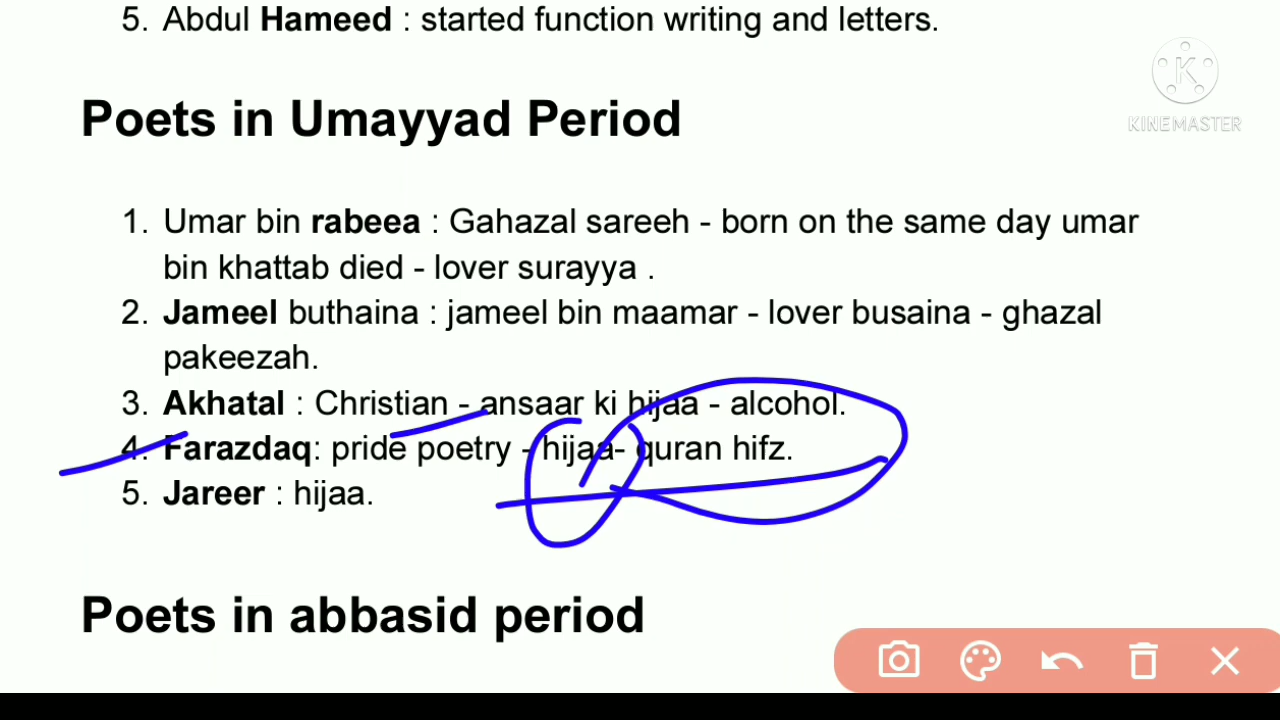 5. Abdul Hameed : started function writing and letters.
KINEMASTER
Poets in Umayyad Period
1. Umar bin rabeea : Gahazal sareeh - born on the same day umar
bin khattab died - lover surayya .
2. Jameel buthaina : jameel bin maamar - lover busaina - ghazal
pakeezah.
3. Akhatal : Christian - ansaar ki hijaa - alcohol.
4. Farazdaq: pride poetry - hijaa- quran hifz.
5. Jareer : hijaa.
Poets in abbasid period